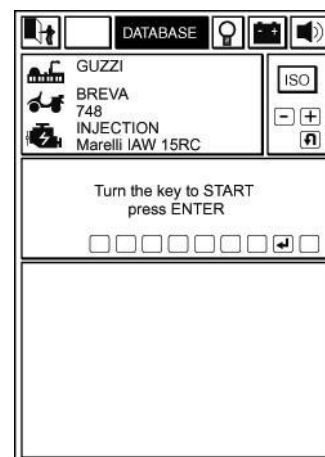 DATABASE
GUZZI
BREVA
748
INJECTION
Marelli IAW 15RC
ISO
Turn the key to START
press ENTER